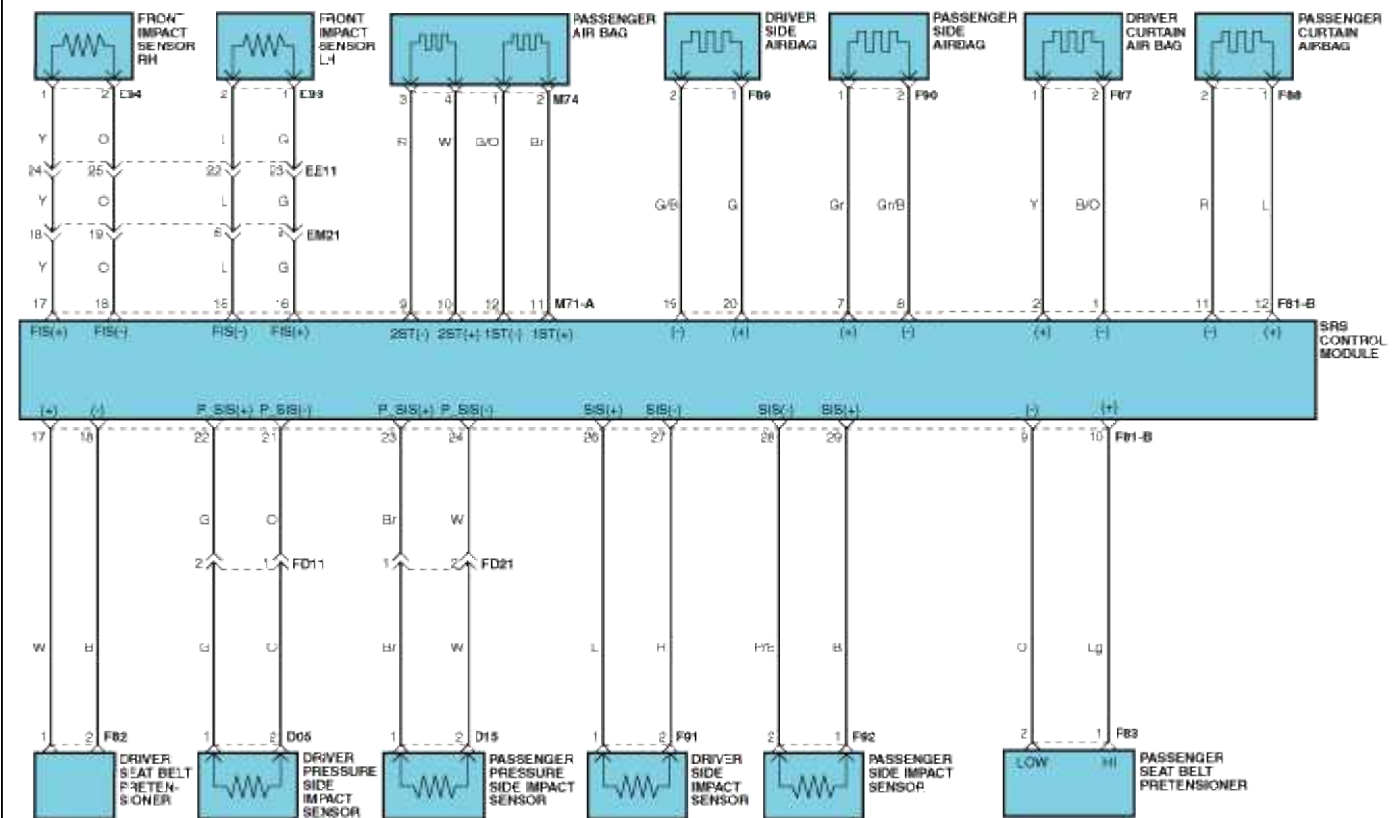 FRONT IMPACT SENSOR RH
FRONT IMPACT SENSOR LH
PASSENGER AIR BAG
DRIVER SIDE AIRBAG
PASSENGER SIDE AIRBAG
DRIVER CURTAIN AIR BAG
PASSENGER CURTAIN AIRBAG
1 2 E94 2 1 E93 3 4 1 2 M74 2 1 F89 1 2 F90 1 2 F87 2 1 F88
Y O L G R W G/O Br
24 25 22 23 EE11
Y O L G G/B G Gr Gr/B Y B/O R L
18 19 EM21
Y O L G
17 18 15 16 9 10 12 11 M71-A 19 20 7 8 2 1 11 12 F81-B
FIS(+) FIS(-) FIS(-) FIS(+) 2ST(-) 2ST(+) 1ST(-) 1ST(+) (-) (+) (+) (-) (+) (-) (-) (+)
SRS CONTROL MODULE
(+) (-) P_SIS(+) P_SIS(-) P_SIS(+) P_SIS(-) SIS(+) SIS(-) SIS(-) SIS(+) (-) (+)
17 18 22 21 23 24 26 27 28 29 9 10 F81-B
G O Br W
2 1 FD11 1 2 FD21
W B G O Br W L B O Lg
1 2 F82 1 2 D05 1 2 D15 1 2 F91 2 1 F92 2 1 F83
LOW HI
DRIVER SEAT BELT PRETEN- SIONER
DRIVER PRESSURE SIDE IMPACT SENSOR
PASSENGER PRESSURE SIDE IMPACT SENSOR
DRIVER SIDE IMPACT SENSOR
PASSENGER SIDE IMPACT SENSOR
PASSENGER SEAT BELT PRETENSIONER